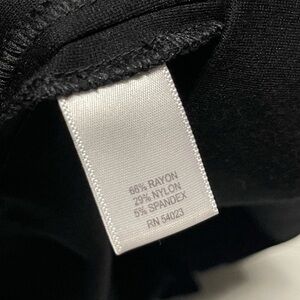 66% RAYON
29% NYLON
5% SPANDEX
RN 54023